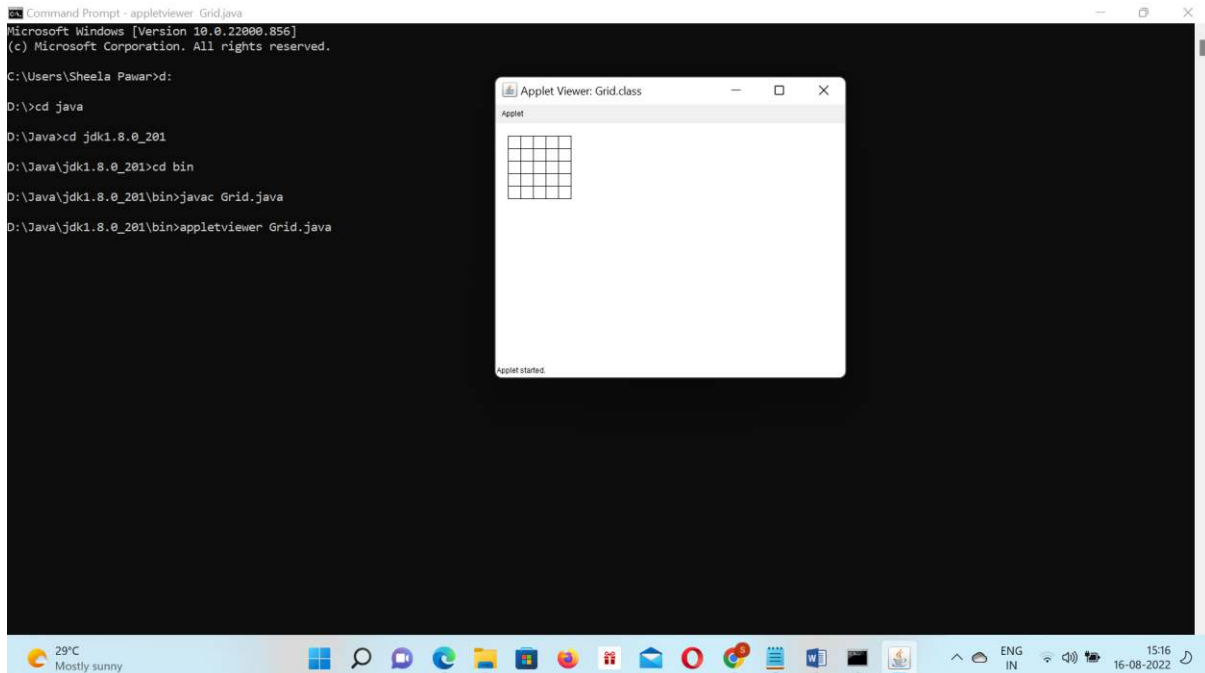 Command Prompt - appletviewer Grid.java
Microsoft Windows [Version 10.0.22000.856]
(c) Microsoft Corporation. All rights reserved.
C:\Users\Sheela Pawar>d:
D:\>cd java
D:\Java>cd jdk1.8.0_201
D:\Java\jdk1.8.0_201>cd bin
D:\Java\jdk1.8.0_201\bin>javac Grid.java
D:\Java\jdk1.8.0_201\bin>appletviewer Grid.java
Applet Viewer: Grid.class
Applet
Applet started.
29°C
Mostly sunny
ENG
IN
15:16
16-08-2022